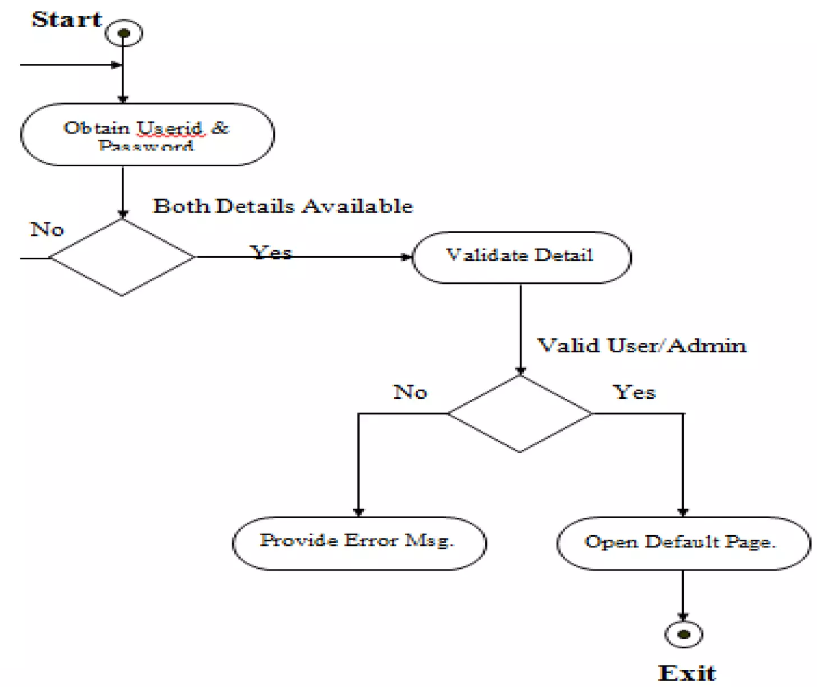 Start
Obtain Userid &
Password
Both Details Available
No
Yes
Validate Detail
Valid User/Admin
No
Yes
Provide Error Msg.
Open Default Page.
Exit